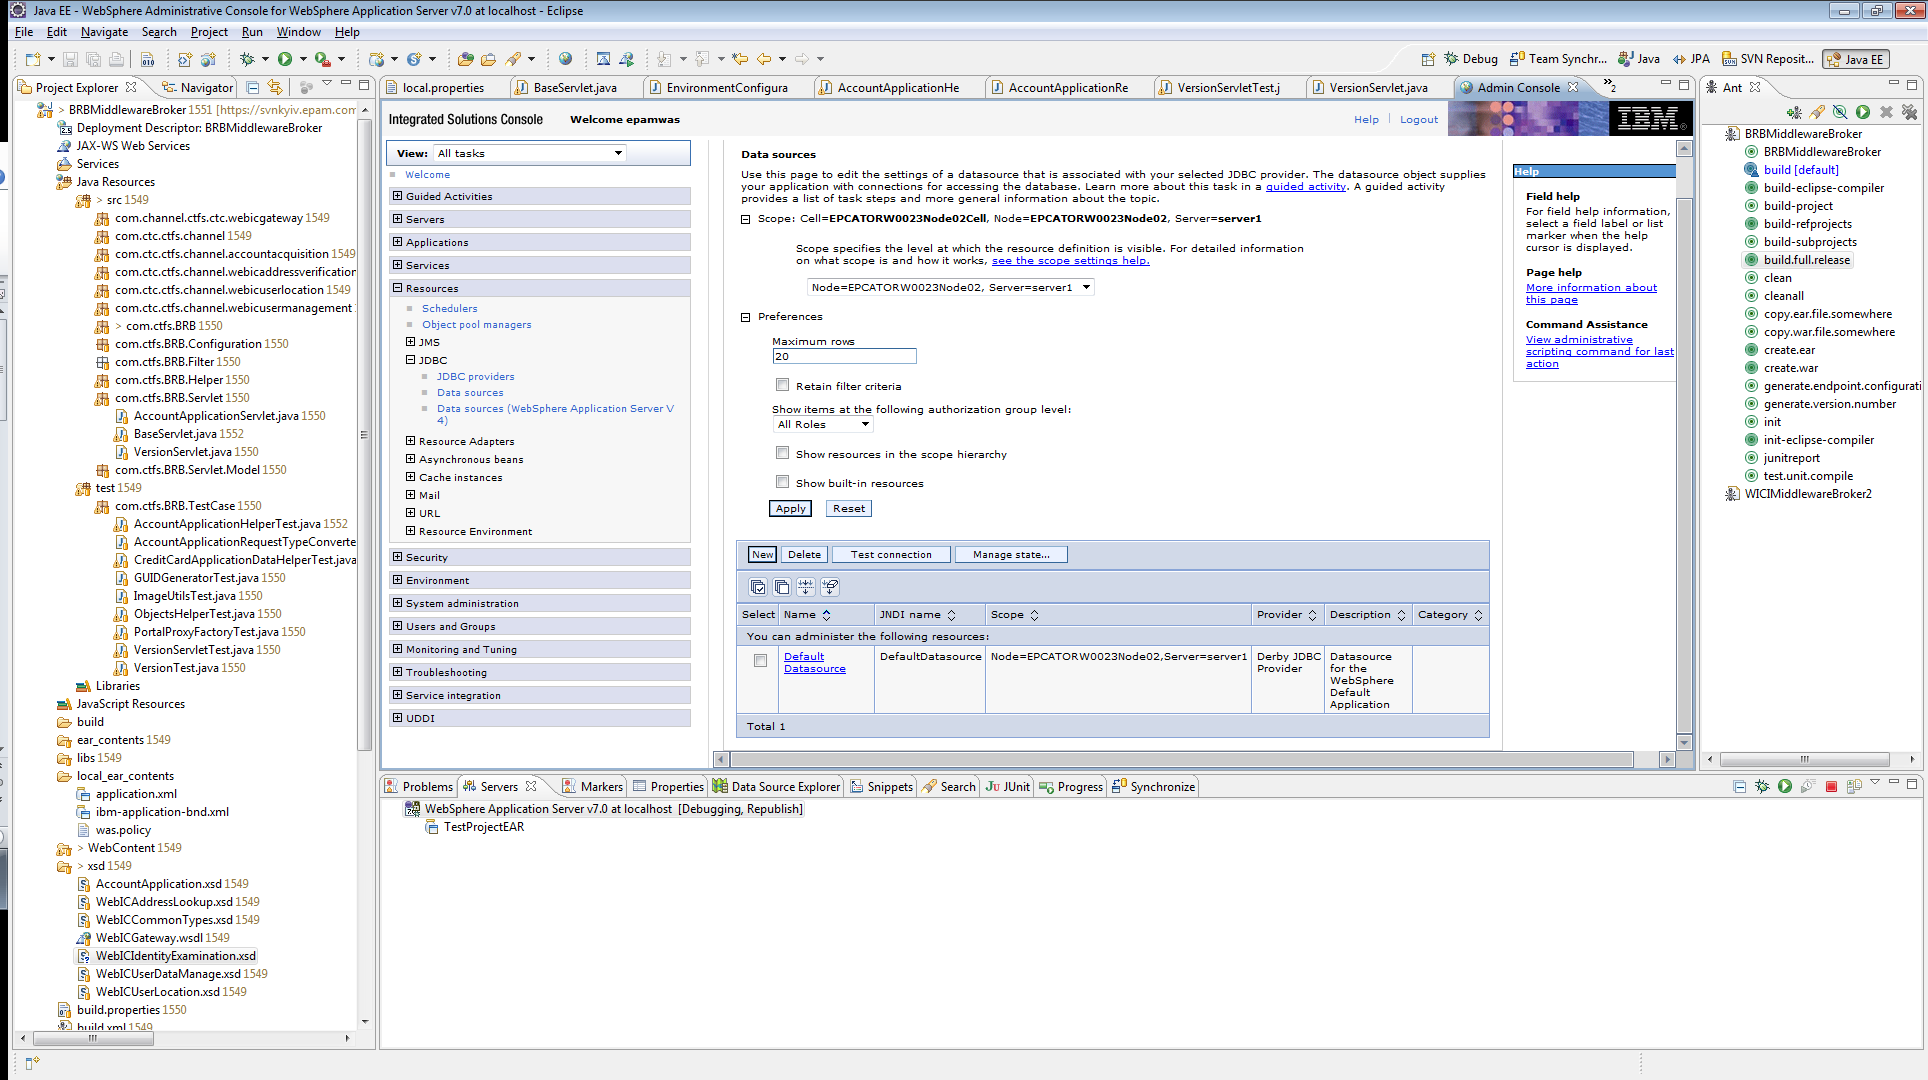 Java EE - WebSphere Administrative Console for WebSphere Application Server v7.0 at localhost - Eclipse
File Edit Navigate Search Project Run Window Help
Debug Team Synchr... Java JPA SVN Reposit... Java EE
Project Explorer Navigator
BRBMiddlewareBroker 1551 [https://svnkyiv.epam.com
Deployment Descriptor: BRBMiddlewareBroker
JAX-WS Web Services
Services
Java Resources
> src 1549
com.channel.ctfs.ctc.webicgateway 1549
com.ctc.ctfs.channel 1549
com.ctc.ctfs.channel.accountacquisition 1549
com.ctc.ctfs.channel.webicaddressverification
com.ctc.ctfs.channel.webicuserlocation 1549
com.ctc.ctfs.channel.webicusermanagement
> com.ctfs.BRB 1550
com.ctfs.BRB.Configuration 1550
com.ctfs.BRB.Filter 1550
com.ctfs.BRB.Helper 1550
com.ctfs.BRB.Servlet 1550
AccountApplicationServlet.java 1550
BaseServlet.java 1552
VersionServlet.java 1550
com.ctfs.BRB.Servlet.Model 1550
test 1549
com.ctfs.BRB.TestCase 1550
AccountApplicationHelperTest.java 1552
AccountApplicationRequestTypeConverte
CreditCardApplicationDataHelperTest.java
GUIDGeneratorTest.java 1550
ImageUtilsTest.java 1550
ObjectsHelperTest.java 1550
PortalProxyFactoryTest.java 1550
VersionServletTest.java 1550
VersionTest.java 1550
Libraries
JavaScript Resources
build
ear_contents 1549
libs 1549
local_ear_contents
application.xml
ibm-application-bnd.xml
was.policy
> WebContent 1549
> xsd 1549
AccountApplication.xsd 1549
WebICAddressLookup.xsd 1549
WebICCommonTypes.xsd 1549
WebICGateway.wsdl 1549
WebICIdentityExamination.xsd
WebICUserDataManage.xsd 1549
WebICUserLocation.xsd 1549
build.properties 1550
build.xml 1549
local.properties BaseServlet.java EnvironmentConfigura AccountApplicationHe AccountApplicationRe VersionServletTest.j VersionServlet.java Admin Console »2
Integrated Solutions Console Welcome epamwas Help | Logout IBM
View: All tasks
Welcome
Guided Activities
Servers
Applications
Services
Resources
Schedulers
Object pool managers
JMS
JDBC
JDBC providers
Data sources
Data sources (WebSphere Application Server V
4)
Resource Adapters
Asynchronous beans
Cache instances
Mail
URL
Resource Environment
Security
Environment
System administration
Users and Groups
Monitoring and Tuning
Troubleshooting
Service integration
UDDI
Data sources
Use this page to edit the settings of a datasource that is associated with your selected JDBC provider. The datasource object supplies
your application with connections for accessing the database. Learn more about this task in a guided activity. A guided activity
provides a list of task steps and more general information about the topic.
Scope: Cell=EPCATORW0023Node02Cell, Node=EPCATORW0023Node02, Server=server1
Scope specifies the level at which the resource definition is visible. For detailed information
on what scope is and how it works, see the scope settings help.
Node=EPCATORW0023Node02, Server=server1
Preferences
Maximum rows
20
Retain filter criteria
Show items at the following authorization group level:
All Roles
Show resources in the scope hierarchy
Show built-in resources
Apply Reset
New Delete Test connection Manage state...
Select Name JNDI name Scope Provider Description Category
You can administer the following resources:
Default Datasource DefaultDatasource Node=EPCATORW0023Node02,Server=server1 Derby JDBC Provider Datasource for the WebSphere Default Application
Total 1
Help
Field help
For field help information,
select a field label or list
marker when the help
cursor is displayed.
Page help
More information about
this page
Command Assistance
View administrative
scripting command for last
action
Ant
BRBMiddlewareBroker
BRBMiddlewareBroker
build [default]
build-eclipse-compiler
build-project
build-refprojects
build-subprojects
build.full.release
clean
cleanall
copy.ear.file.somewhere
copy.war.file.somewhere
create.ear
create.war
generate.endpoint.configurati
generate.version.number
init
init-eclipse-compiler
junitreport
test.unit.compile
WICIMiddlewareBroker2
Problems Servers Markers Properties Data Source Explorer Snippets Search JUnit Progress Synchronize
WebSphere Application Server v7.0 at localhost [Debugging, Republish]
TestProjectEAR